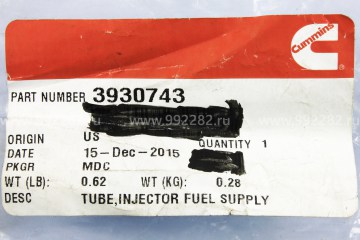 Cummins
PART NUMBER 3930743
www.992282.ru
ORIGIN US QUANTITY 1
DATE 15-Dec-2015
PKGR MDC
WT (LB): 0.62 WT (KG): 0.28
DESC TUBE,INJECTOR FUEL SUPPLY